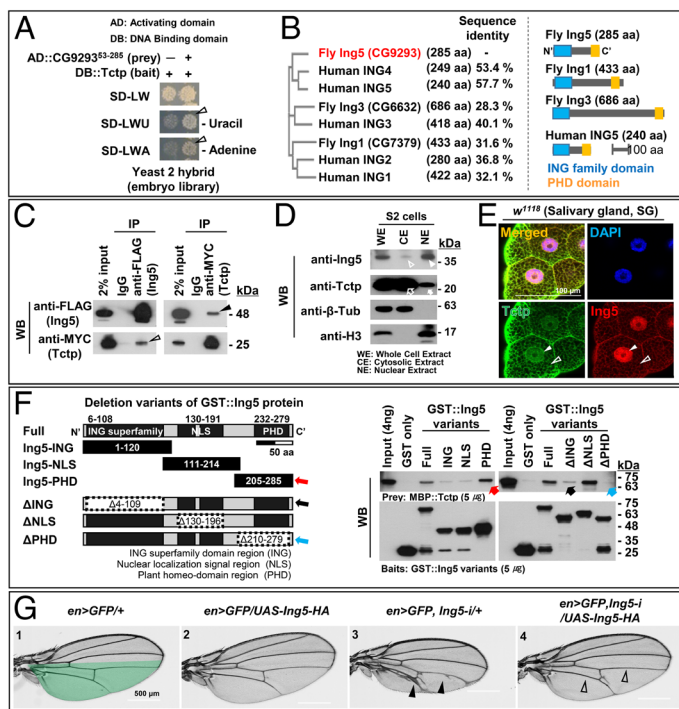 A
AD: Activating domain
DB: DNA Binding domain
AD::CG9293 53-285 (prey) — +
DB::Tctp (bait) + +
SD-LW
SD-LWU - Uracil
SD-LWA - Adenine
Yeast 2 hybrid
(embryo library)
B
Sequence
identity
Fly Ing5 (CG9293) (285 aa) -
Human ING4 (249 aa) 53.4 %
Human ING5 (240 aa) 57.7 %
Fly Ing3 (CG6632) (686 aa) 28.3 %
Human ING3 (418 aa) 40.1 %
Fly Ing1 (CG7379) (433 aa) 31.6 %
Human ING2 (280 aa) 36.8 %
Human ING1 (422 aa) 32.1 %
Fly Ing5 (285 aa)
N' C'
Fly Ing1 (433 aa)
Fly Ing3 (686 aa)
Human ING5 (240 aa)
100 aa
ING family domain
PHD domain
C
IP IP
2% input
IgG
anti-FLAG
(Ing5)
2% input
IgG
anti-MYC
(Tctp)
kDa
WB
anti-FLAG
(Ing5)
- 48
anti-MYC
(Tctp)
- 25
D
S2 cells
WE CE NE kDa
WB
anti-Ing5 - 35
anti-Tctp - 20
anti-β-Tub - 63
anti-H3 - 17
WE: Whole Cell Extract
CE: Cytosolic Extract
NE: Nuclear Extract
E
w1118 (Salivary gland, SG)
Merged DAPI
100 μm
Tctp Ing5
F
Deletion variants of GST::Ing5 protein
6-108 130-191 232-279
Full N' ING superfamily NLS PHD C'
50 aa
Ing5-ING 1-120
Ing5-NLS 111-214
Ing5-PHD 205-285
ΔING Δ4-109
ΔNLS Δ130-196
ΔPHD Δ210-279
ING superfamily domain region (ING)
Nuclear localization signal region (NLS)
Plant homeo-domain region (PHD)
GST::Ing5
variants
GST::Ing5
variants
Input (4ng)
GST only
Full
ING
NLS
PHD
Input (4ng)
GST only
Full
ΔING
ΔNLS
ΔPHD
kDa
- 75
- 63
Prey: MBP::Tctp (5 ㎍)
WB
- 75
- 63
- 48
- 35
- 25
Baits: GST::Ing5 variants (5 ㎍)
G
en>GFP/+ en>GFP/UAS-Ing5-HA en>GFP, Ing5-i/+ en>GFP,Ing5-i
/UAS-Ing5-HA
1 2 3 4
500 μm